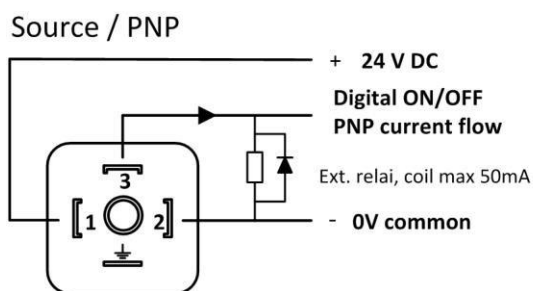 Source / PNP
+ 24 V DC
Digital ON/OFF
PNP current flow
3
Ext. relai, coil max 50mA
1
2
- 0V common